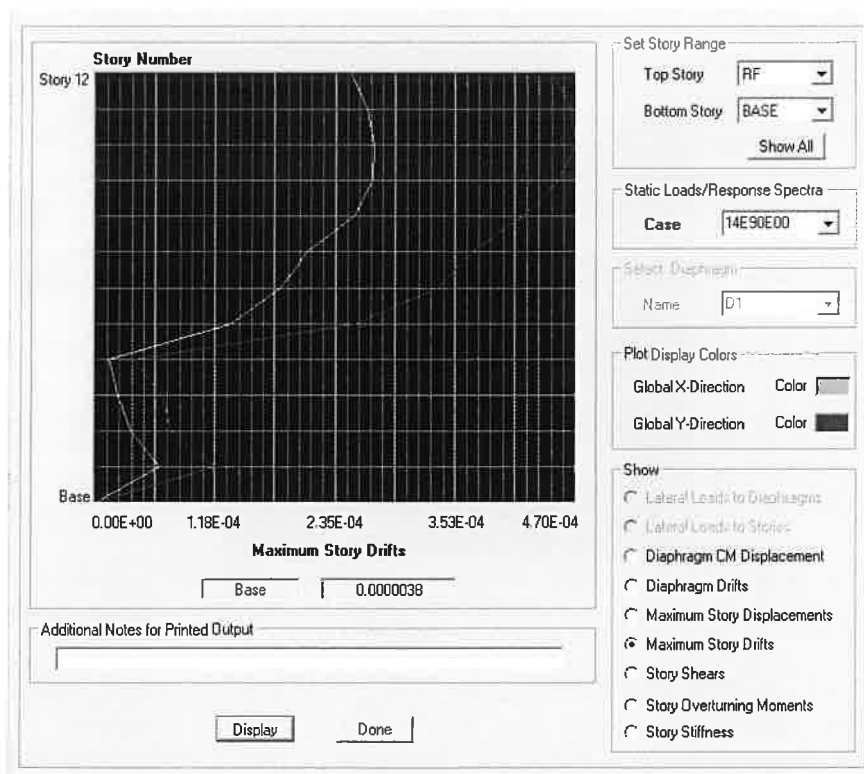 Story Number
Story 12
Base
0.00E+00 1.18E-04 2.35E-04 3.53E-04 4.70E-04
Maximum Story Drifts
Base 0.0000038
Additional Notes for Printed Output
Display Done
Set Story Range
Top Story RF
Bottom Story BASE
Show All
Static Loads/Response Spectra
Case 14E90E00
Select Diaphragm
Name D1
Plot Display Colors
Global X-Direction Color
Global Y-Direction Color
Show
Lateral Loads to Diaphragms
Lateral Loads to Stories
Diaphragm CM Displacement
Diaphragm Drifts
Maximum Story Displacements
Maximum Story Drifts
Story Shears
Story Overturning Moments
Story Stiffness